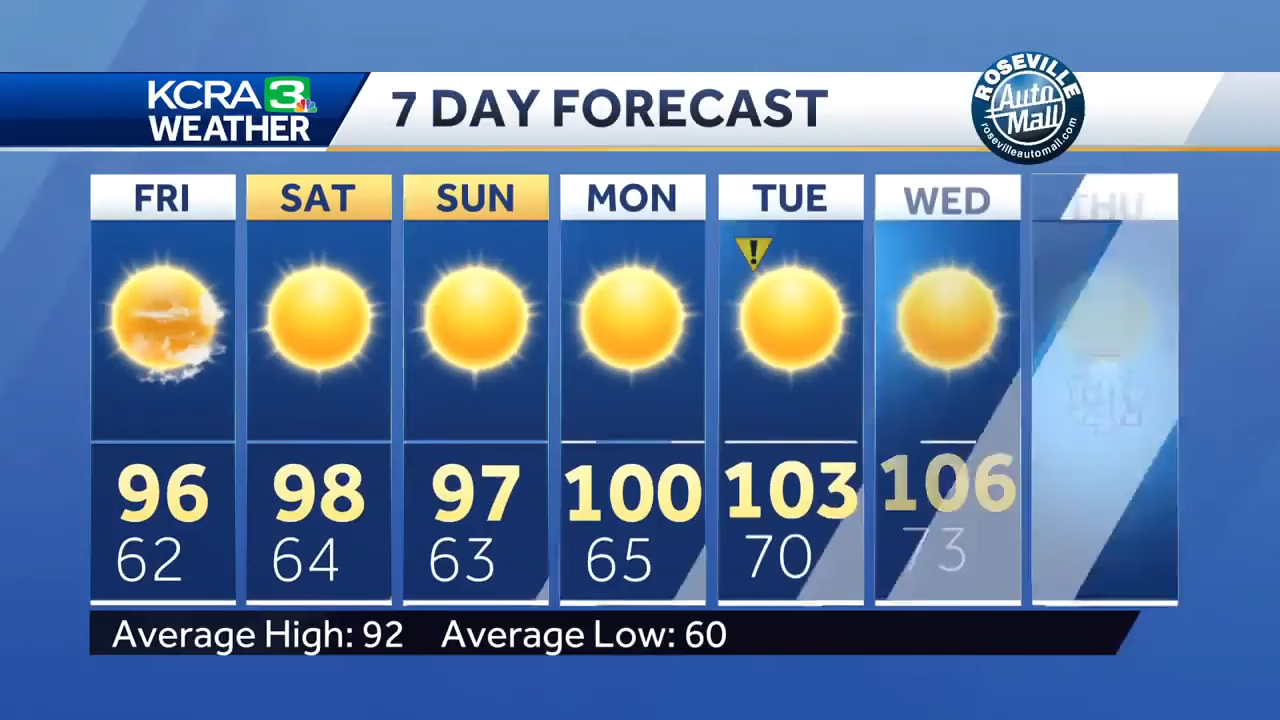 KCRA 3
WEATHER
7 DAY FORECAST
ROSEVILLE
Auto
Mall
rosevilleautomall.com
FRI SAT SUN MON TUE WED THU
!
96 98 97 100 103 106
62 64 63 65 70 73
Average High: 92 Average Low: 60